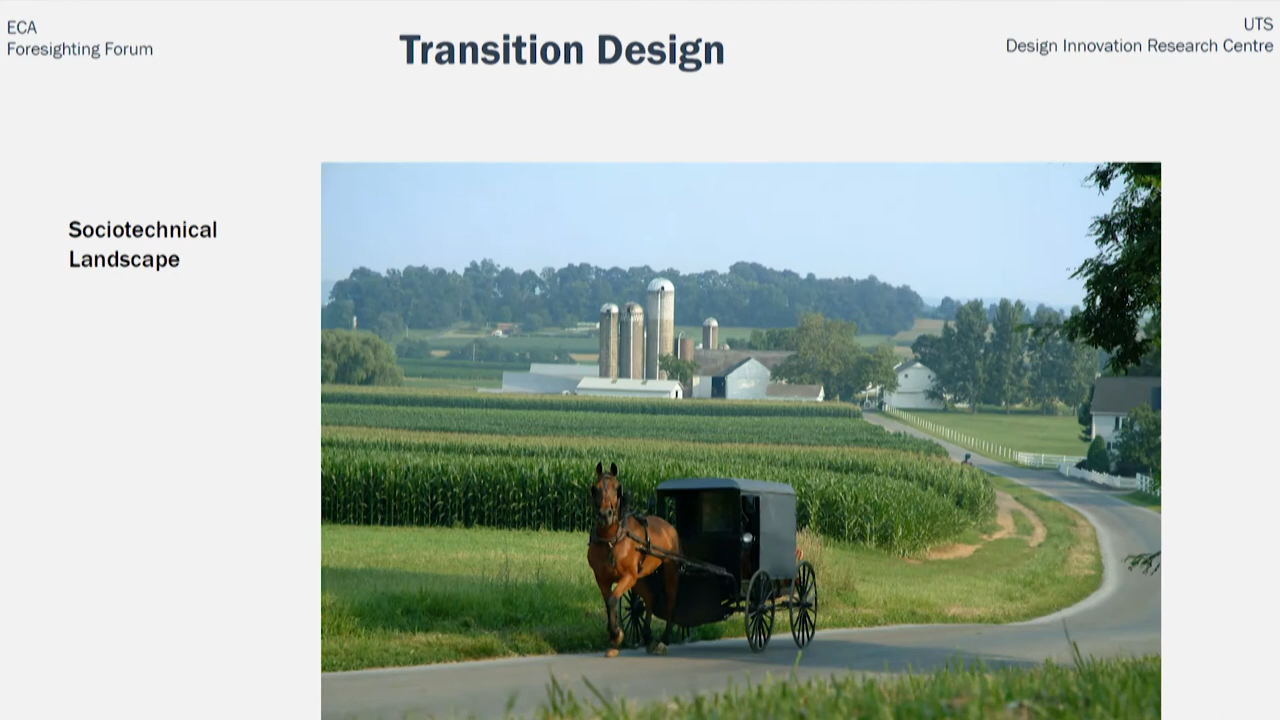 ECA
Foresighting Forum
Transition Design
UTS
Design Innovation Research Centre
Sociotechnical
Landscape